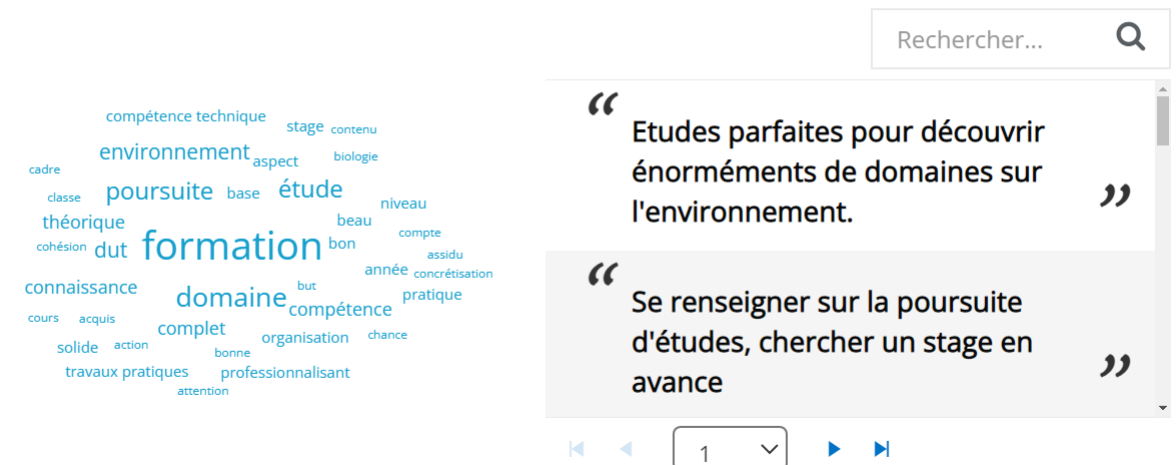 Rechercher...
compétence technique
stage contenu
environnement aspect biologie
cadre
classe poursuite base étude
niveau
théorique beau
compte
cohésion dut formation bon
assidu
année concrétisation
connaissance domaine but
compétence pratique
cours acquis
complet organisation chance
solide action
bonne
travaux pratiques professionnalisant
attention
“
Etudes parfaites pour découvrir
énorméments de domaines sur
l'environnement.
”
“
Se renseigner sur la poursuite
d'études, chercher un stage en
avance
”
1